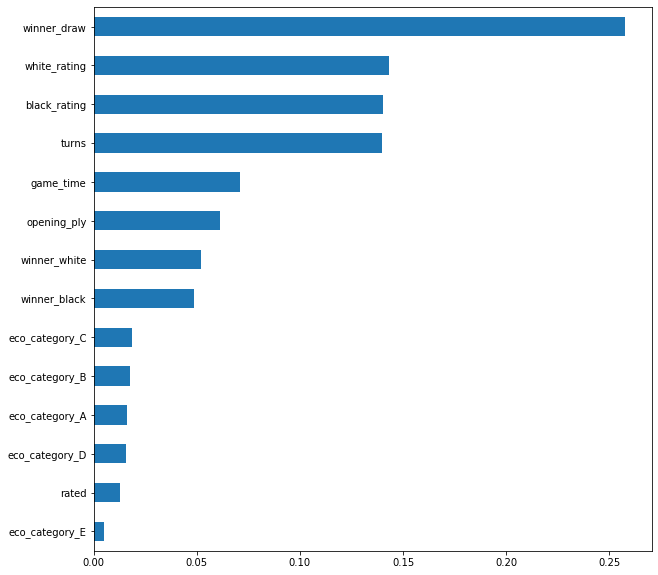 winner_draw
white_rating
black_rating
turns
game_time
opening_ply
winner_white
winner_black
eco_category_C
eco_category_B
eco_category_A
eco_category_D
rated
eco_category_E
0.00 0.05 0.10 0.15 0.20 0.25